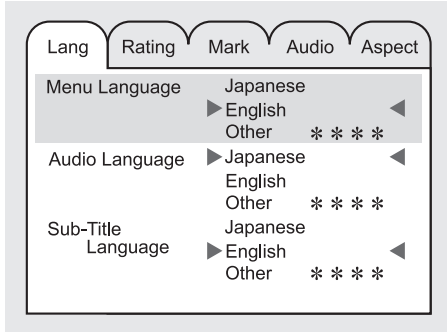 Lang Rating Mark Audio Aspect
Menu Language Japanese
English
Other ****
Audio Language Japanese
English
Other ****
Sub-Title Japanese
Language English
Other ****